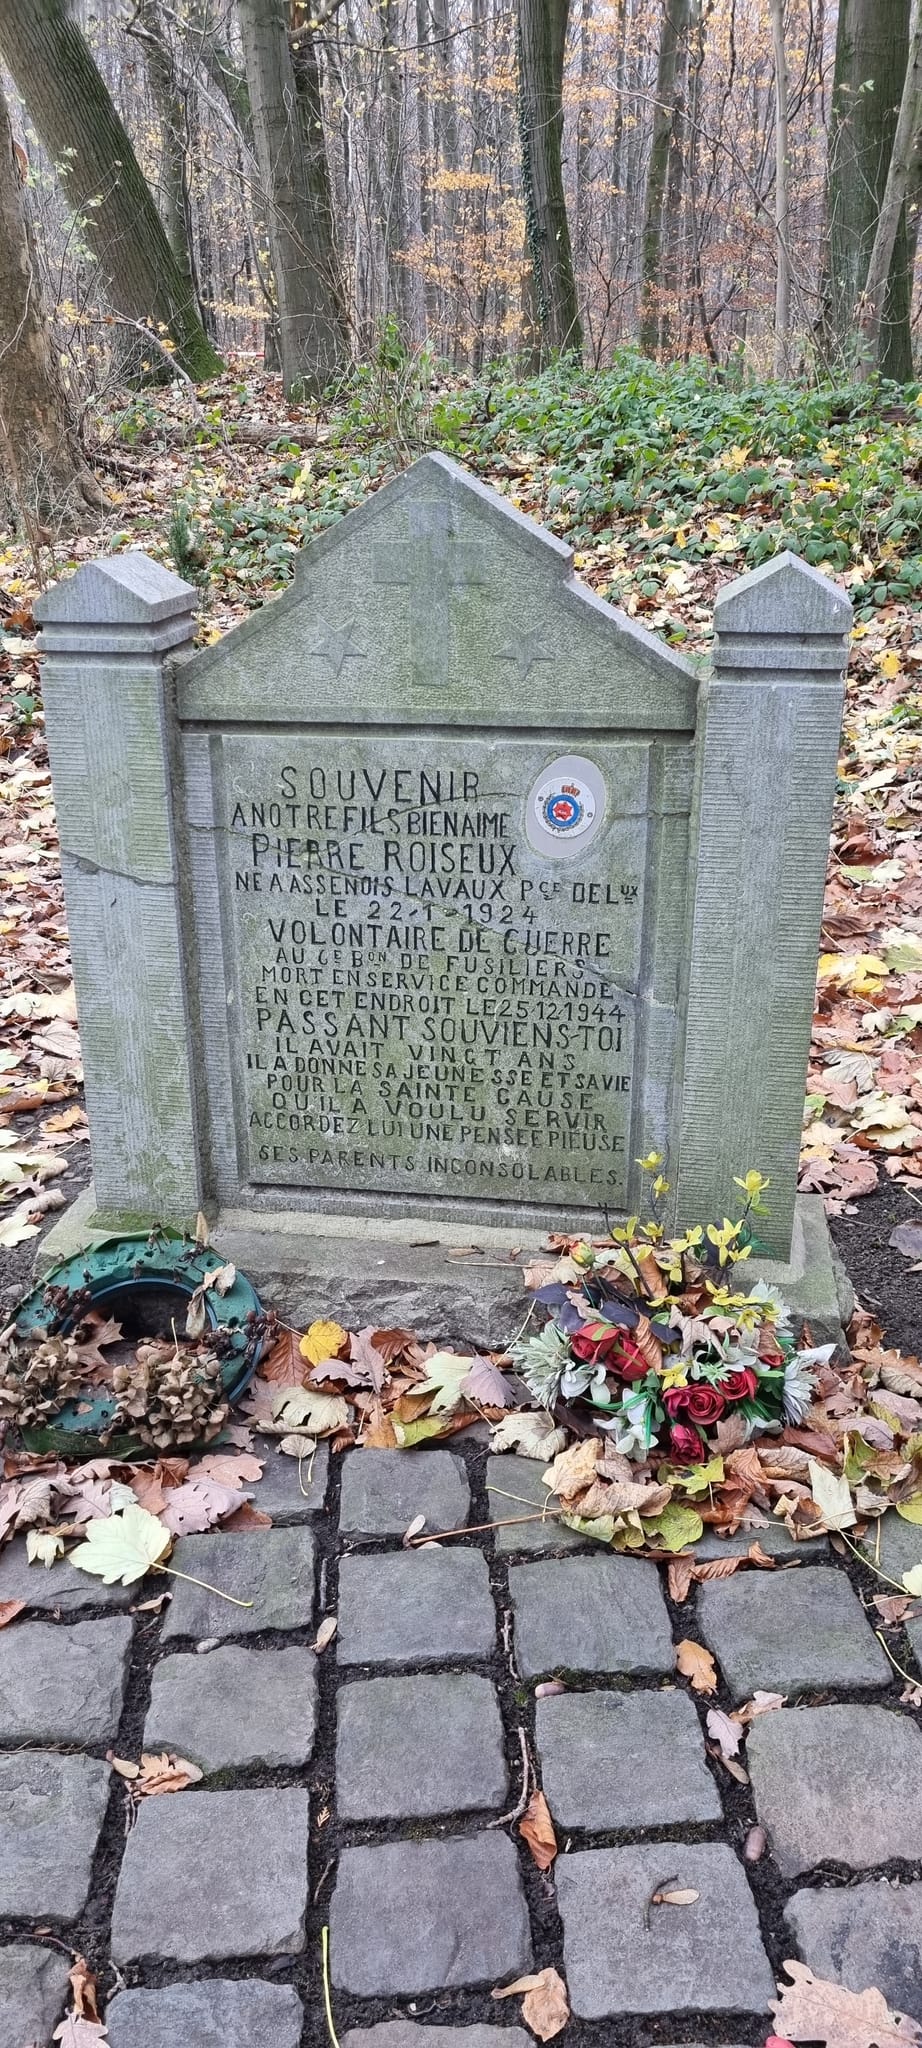 SOUVENIR
A NOTRE FILS BIEN AIME
PIERRE ROISEUX
NE A ASSENOIS LAVAUX PCE DE LUX
LE 22-1-1924
VOLONTAIRE DE GUERRE
AU 6E BON DE FUSILIERS
MORT EN SERVICE COMMANDE
EN CET ENDROIT LE 25-12-1944
PASSANT SOUVIENS-TOI
IL AVAIT VINGT ANS
IL A DONNE SA JEUNESSE ET SA VIE
POUR LA SAINTE CAUSE
QU'IL A VOULU SERVIR
ACCORDEZ LUI UNE PENSEE PIEUSE
SES PARENTS INCONSOLABLES.